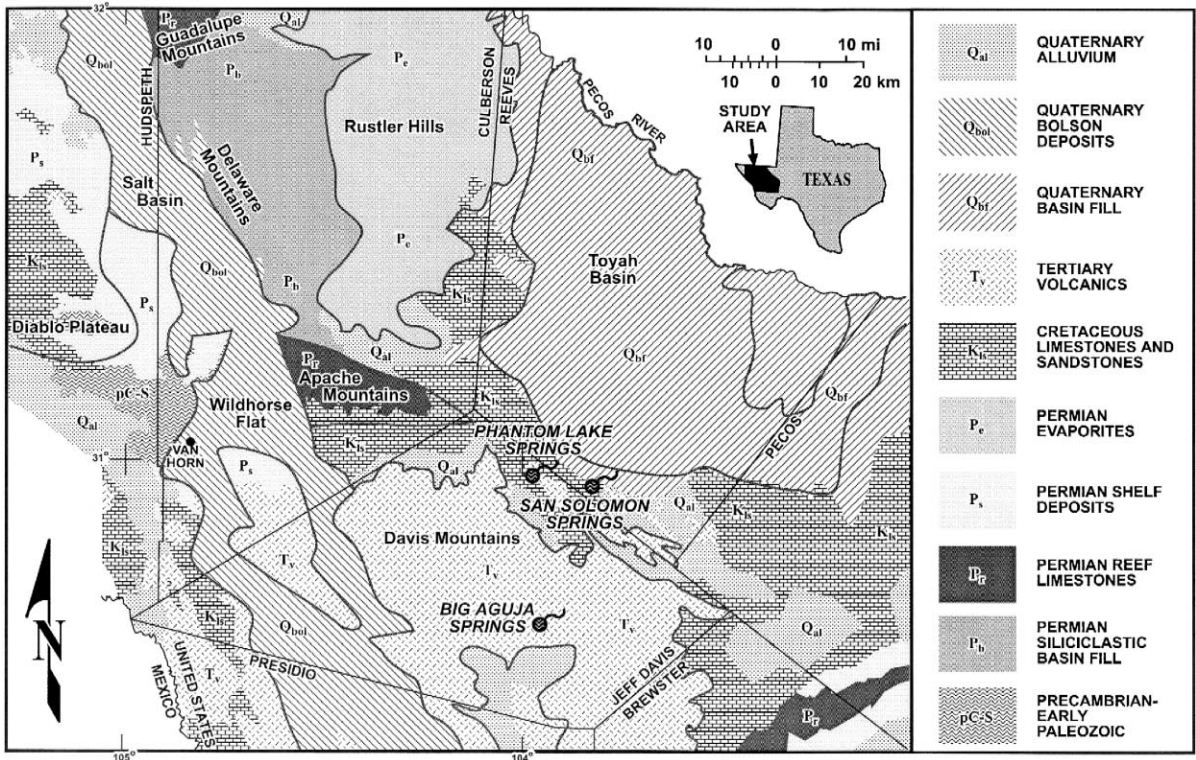 32°
Pr
Guadalupe
Mountains
Qal
Qbol
Pb
Pe
HUDSPETH
CULBERSON
REEVES
PECOS
RIVER
10 0 10 mi
10 0 10 20 km
STUDY
AREA
TEXAS
Rustler Hills
Ps
Salt
Basin
Delaware
Mountains
Qbf
Kls
Qbol
Pe
Toyah
Basin
Ps
Pb
Kls
Diablo Plateau
Qal
Qbf
Pr
Apache
Mountains
Qbf
pC-S
Qal
Wildhorse
Flat
Kls
PECOS
VAN
HORN
31°
Ps
Kls
Qal
PHANTOM LAKE
SPRINGS
SAN SOLOMON
SPRINGS
Qal
Kls
Kls
Davis Mountains
Kls
Tv
Tv
BIG AGUJA
SPRINGS
Kls
Qbol
Tv
Qal
N
Tv
UNITED STATES
MEXICO
PRESIDIO
JEFF DAVIS
BREWSTER
Pr
105°
104°
Qal
QUATERNARY
ALLUVIUM
Qbol
QUATERNARY
BOLSON
DEPOSITS
Qbf
QUATERNARY
BASIN FILL
Tv
TERTIARY
VOLCANICS
Kls
CRETACEOUS
LIMESTONES AND
SANDSTONES
Pe
PERMIAN
EVAPORITES
Ps
PERMIAN SHELF
DEPOSITS
Pr
PERMIAN REEF
LIMESTONES
Pb
PERMIAN
SILICICLASTIC
BASIN FILL
pC-S
PRECAMBRIAN-
EARLY
PALEOZOIC